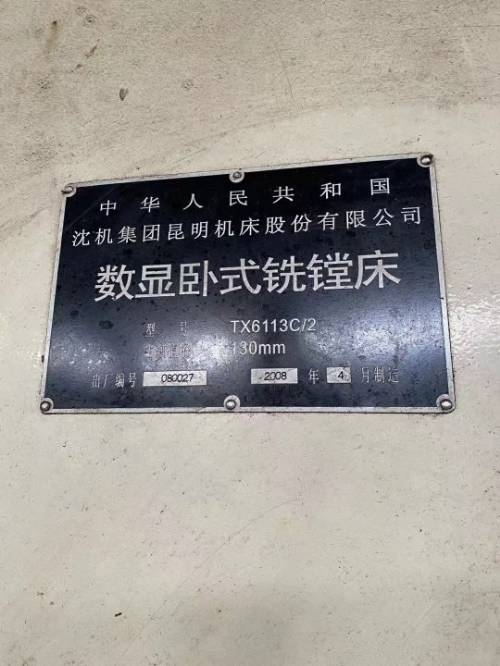 中华人民共和国
沈机集团昆明机床股份有限公司
数显卧式铣镗床
型号 TX6113C/2
130mm
出厂编号 080027 2008 年 4 月制造